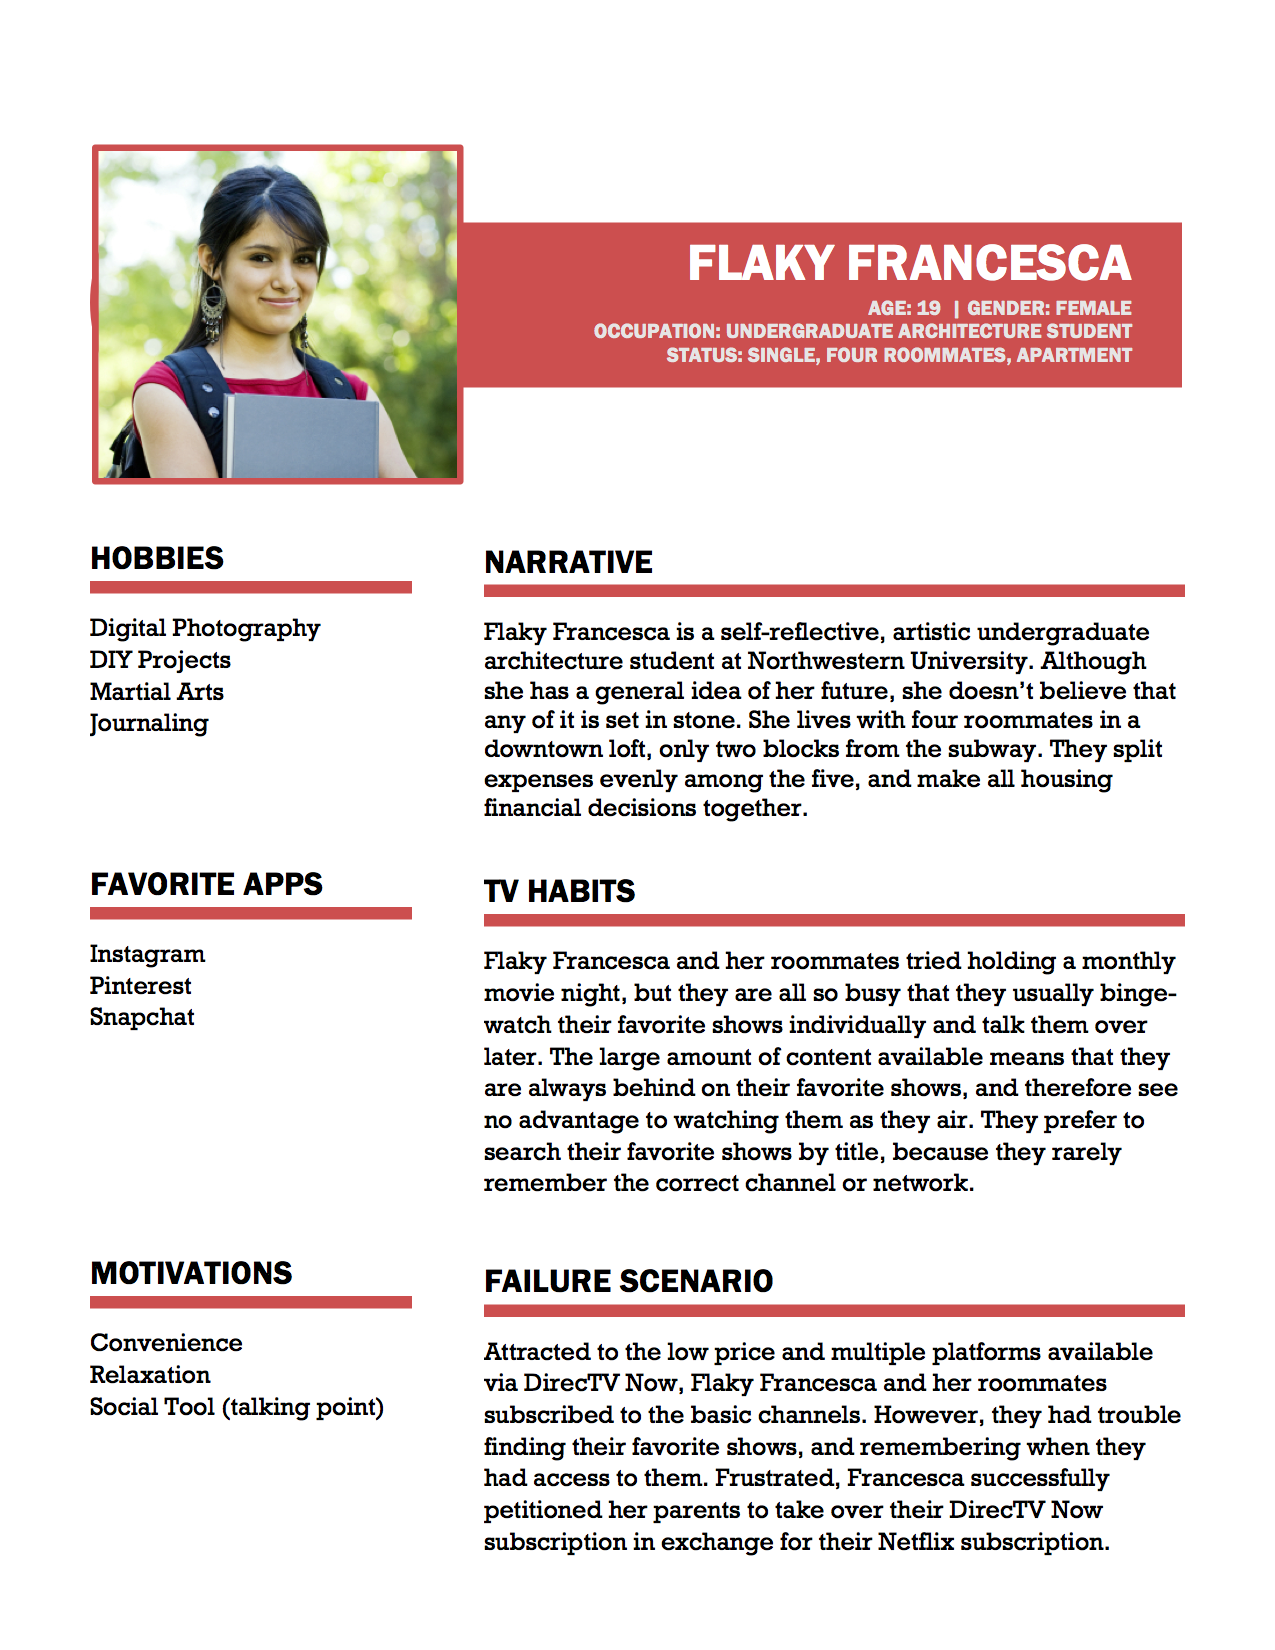 FLAKY FRANCESCA
AGE: 19 | GENDER: FEMALE
OCCUPATION: UNDERGRADUATE ARCHITECTURE STUDENT
STATUS: SINGLE, FOUR ROOMMATES, APARTMENT
HOBBIES
Digital Photography
DIY Projects
Martial Arts
Journaling
NARRATIVE
Flaky Francesca is a self-reflective, artistic undergraduate
architecture student at Northwestern University. Although
she has a general idea of her future, she doesn’t believe that
any of it is set in stone. She lives with four roommates in a
downtown loft, only two blocks from the subway. They split
expenses evenly among the five, and make all housing
financial decisions together.
FAVORITE APPS
Instagram
Pinterest
Snapchat
TV HABITS
Flaky Francesca and her roommates tried holding a monthly
movie night, but they are all so busy that they usually binge-
watch their favorite shows individually and talk them over
later. The large amount of content available means that they
are always behind on their favorite shows, and therefore see
no advantage to watching them as they air. They prefer to
search their favorite shows by title, because they rarely
remember the correct channel or network.
MOTIVATIONS
Convenience
Relaxation
Social Tool (talking point)
FAILURE SCENARIO
Attracted to the low price and multiple platforms available
via DirecTV Now, Flaky Francesca and her roommates
subscribed to the basic channels. However, they had trouble
finding their favorite shows, and remembering when they
had access to them. Frustrated, Francesca successfully
petitioned her parents to take over their DirecTV Now
subscription in exchange for their Netflix subscription.